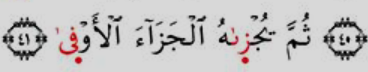 ﴿٤٠﴾ ثُمَّ يُجْزَىٰهُ ٱلْجَزَآءَ ٱلْأَوْفَىٰ ﴿٤١﴾